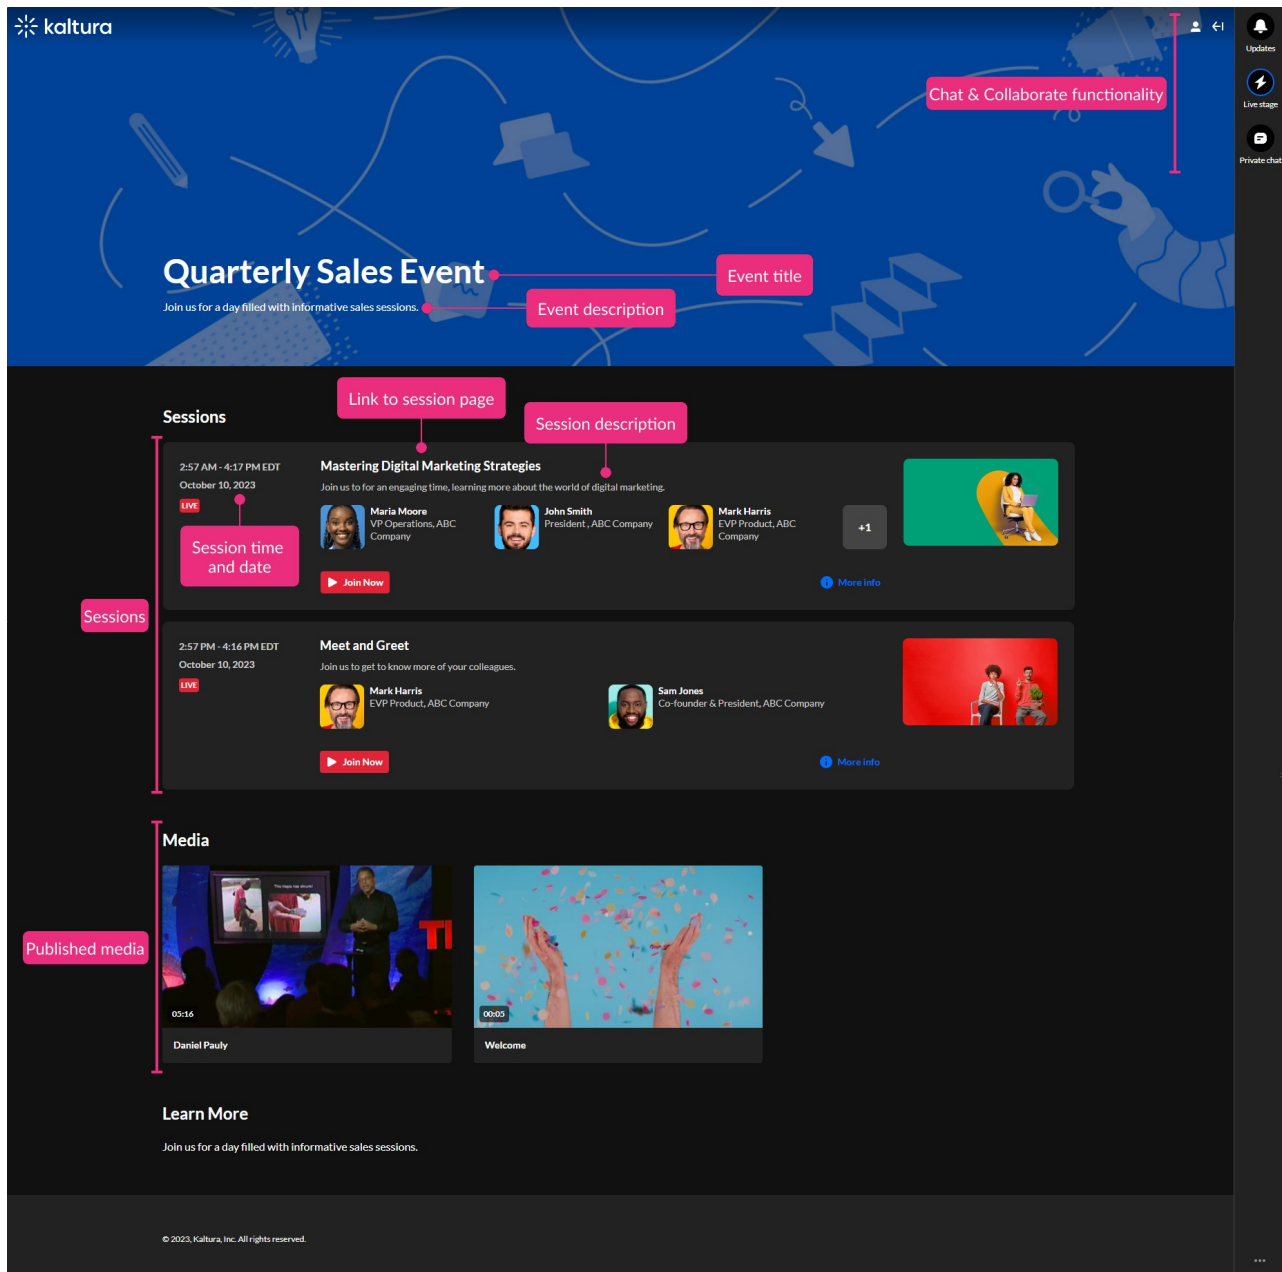 kaltura
Updates
Chat & Collaborate functionality
Live stage
Private chat
Quarterly Sales Event
Event title
Join us for a day filled with informative sales sessions.
Event description
Link to session page
Sessions
Session description
2:57 AM - 4:17 PM EDT
October 10, 2023
LIVE
Session time
and date
Mastering Digital Marketing Strategies
Join us to for an engaging time, learning more about the world of digital marketing.
Maria Moore
VP Operations, ABC
Company
John Smith
President , ABC Company
Mark Harris
EVP Product, ABC
Company
+1
Join Now
More info
Sessions
2:57 PM - 4:16 PM EDT
October 10, 2023
LIVE
Meet and Greet
Join us to get to know more of your colleagues.
Mark Harris
EVP Product, ABC Company
Sam Jones
Co-founder & President, ABC Company
Join Now
More info
Media
Published media
05:16
Daniel Pauly
00:05
Welcome
Learn More
Join us for a day filled with informative sales sessions.
© 2023, Kaltura, Inc. All rights reserved.